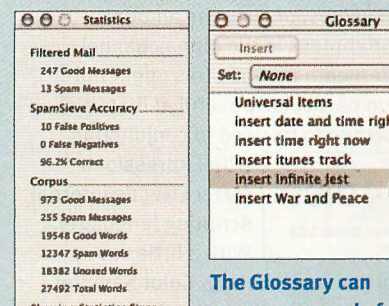 Statistics
Filtered Mail
247 Good Messages
13 Spam Messages
SpamSieve Accuracy
10 False Positives
0 False Negatives
96.2% Correct
Corpus
973 Good Messages
255 Spam Messages
19548 Good Words
12347 Spam Words
18382 Unused Words
27492 Total Words
Glossary
Insert
Set: None
Universal Items
insert date and time righ
insert time right now
insert itunes track
insert Infinite Jest
insert War and Peace
The Glossary can